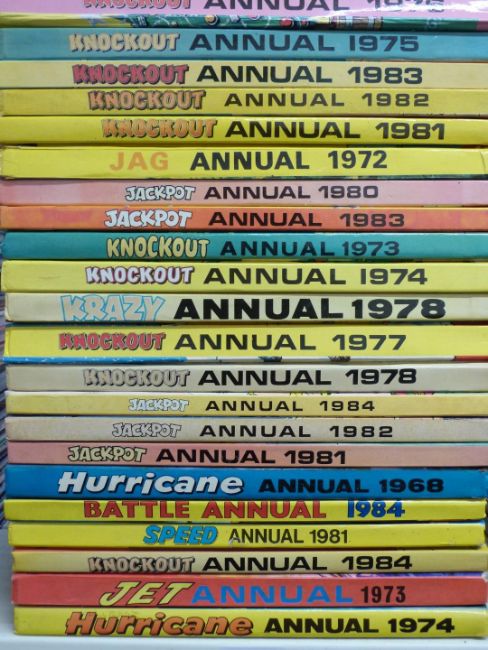 ANNUAL
KNOCKOUT ANNUAL 1975
KNOCKOUT ANNUAL 1983
KNOCKOUT ANNUAL 1982
KNOCKOUT ANNUAL 1981
JAG ANNUAL 1972
JACKPOT ANNUAL 1980
JACKPOT ANNUAL 1983
KNOCKOUT ANNUAL 1973
KNOCKOUT ANNUAL 1974
KRAZY ANNUAL 1978
KNOCKOUT ANNUAL 1977
KNOCKOUT ANNUAL 1978
JACKPOT ANNUAL 1984
JACKPOT ANNUAL 1982
JACKPOT ANNUAL 1981
Hurricane ANNUAL 1968
BATTLE ANNUAL 1984
SPEED ANNUAL 1981
KNOCKOUT ANNUAL 1984
JET ANNUAL 1973
Hurricane ANNUAL 1974